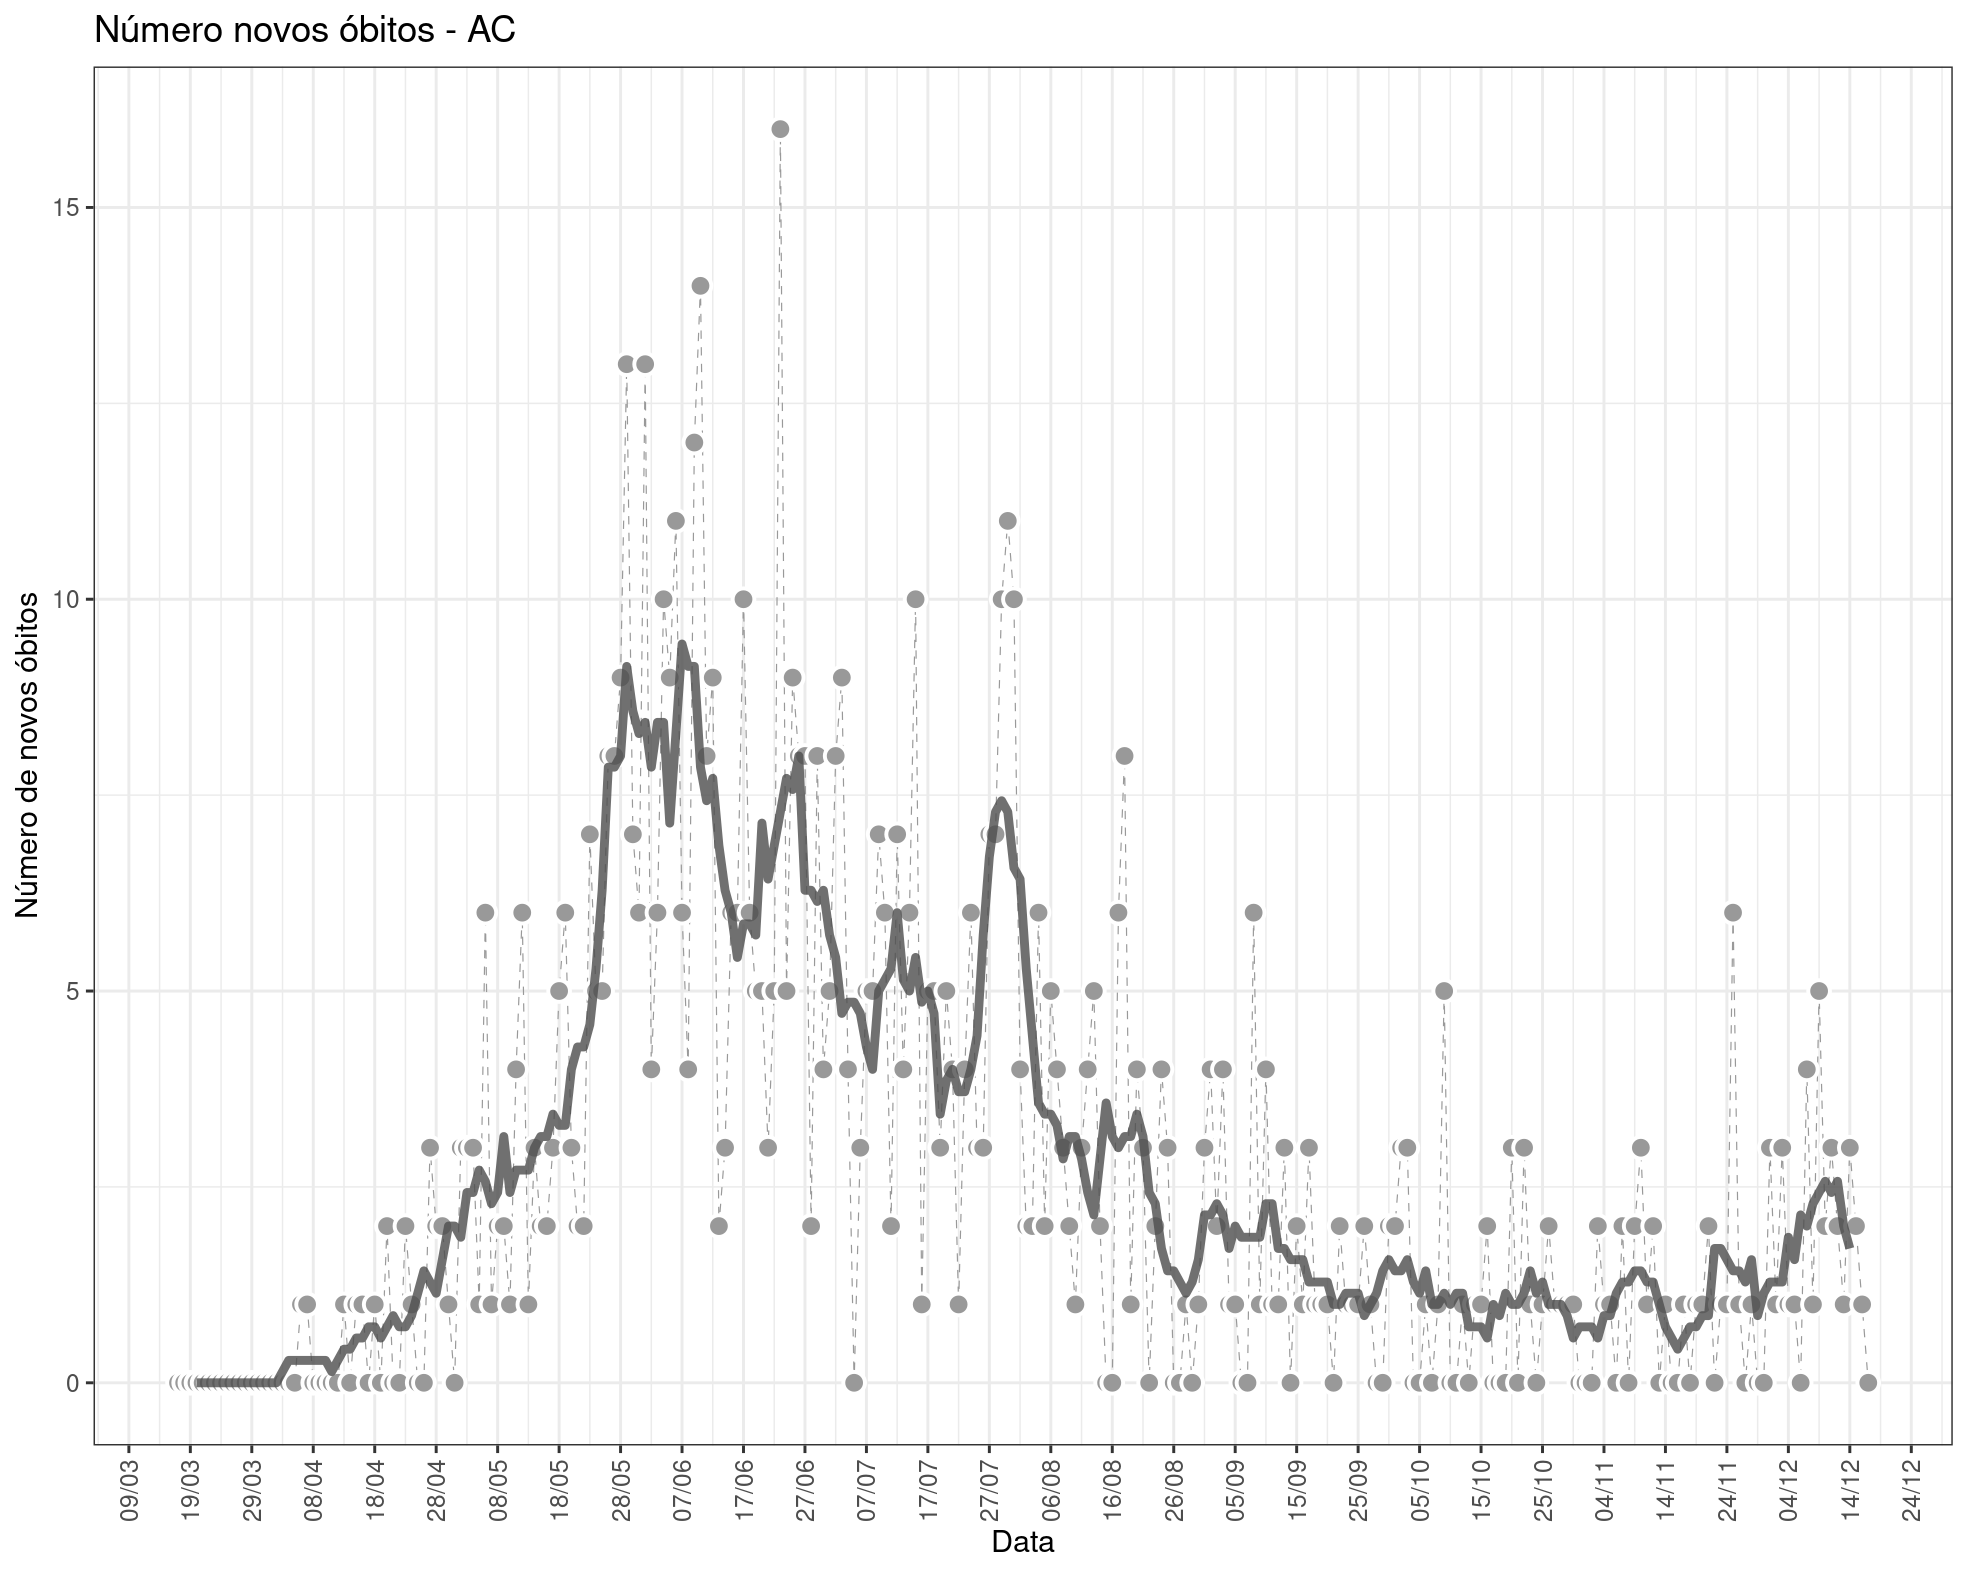 Número novos óbitos - AC
Número de novos óbitos
15
10
5
0
09/03 19/03 29/03 08/04 18/04 28/04 08/05 18/05 28/05 07/06 17/06 27/06 07/07 17/07 27/07 06/08 16/08 26/08 05/09 15/09 25/09 05/10 15/10 25/10 04/11 14/11 24/11 04/12 14/12 24/12
Data